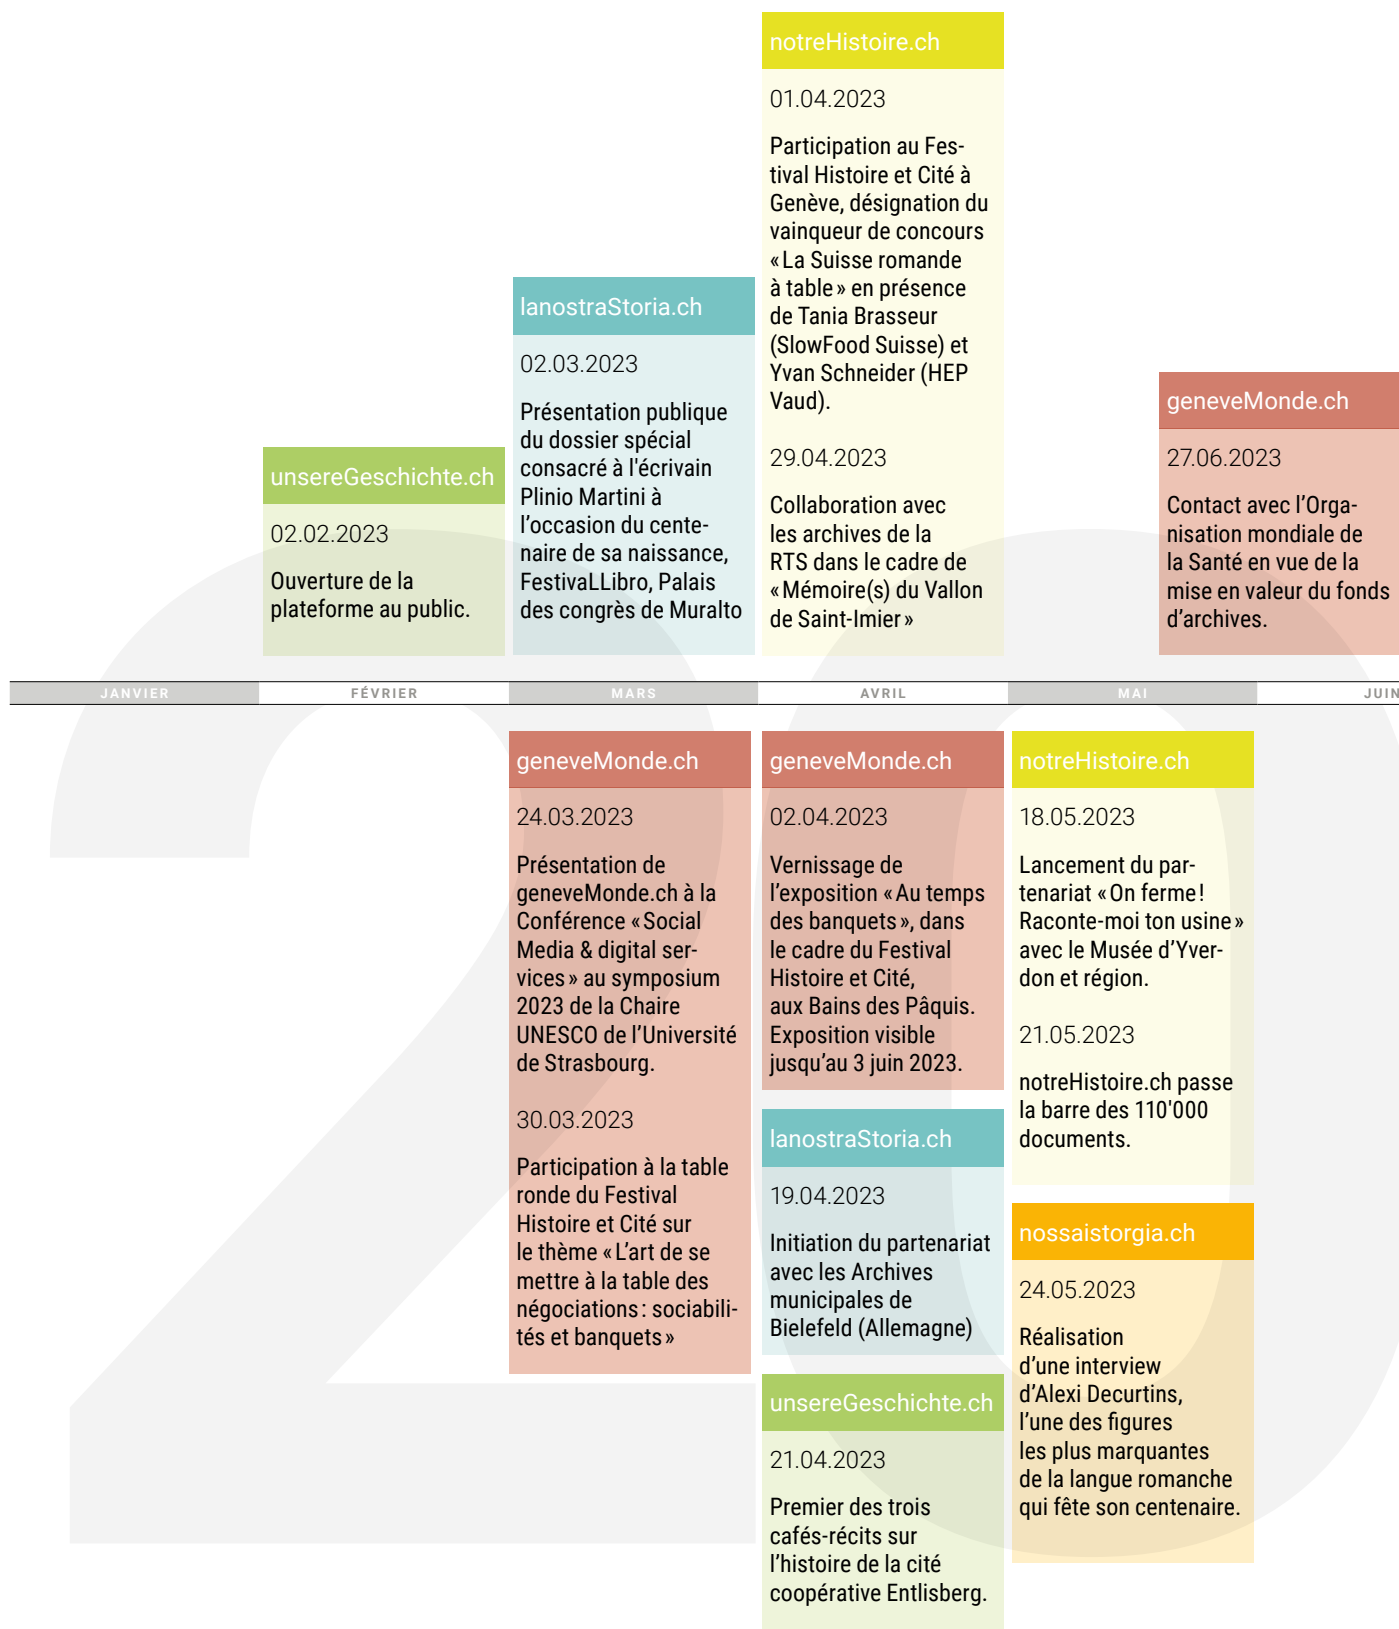 notreHistoire.ch
01.04.2023
Participation au Fes-
tival Histoire et Cité à
Genève, désignation du
vainqueur de concours
«La Suisse romande
à table» en présence
de Tania Brasseur
(SlowFood Suisse) et
Yvan Schneider (HEP
Vaud).
29.04.2023
Collaboration avec
les archives de la
RTS dans le cadre de
«Mémoire(s) du Vallon
de Saint-Imier»
lanostraStoria.ch
02.03.2023
Présentation publique
du dossier spécial
consacré à l'écrivain
Plinio Martini à
l’occasion du cente-
naire de sa naissance,
FestivaLLibro, Palais
des congrès de Muralto
geneveMonde.ch
27.06.2023
Contact avec l’Orga-
nisation mondiale de
la Santé en vue de la
mise en valeur du fonds
d’archives.
unsereGeschichte.ch
02.02.2023
Ouverture de la
plateforme au public.
JANVIER
FÉVRIER
MARS
AVRIL
MAI
JUIN
20
geneveMonde.ch
24.03.2023
Présentation de
geneveMonde.ch à la
Conférence «Social
Media & digital ser-
vices» au symposium
2023 de la Chaire
UNESCO de l’Université
de Strasbourg.
30.03.2023
Participation à la table
ronde du Festival
Histoire et Cité sur
le thème «L’art de se
mettre à la table des
négociations: sociabili-
tés et banquets»
geneveMonde.ch
02.04.2023
Vernissage de
l’exposition «Au temps
des banquets», dans
le cadre du Festival
Histoire et Cité,
aux Bains des Pâquis.
Exposition visible
jusqu’au 3 juin 2023.
lanostraStoria.ch
19.04.2023
Initiation du partenariat
avec les Archives
municipales de
Bielefeld (Allemagne)
unsereGeschichte.ch
21.04.2023
Premier des trois
cafés-récits sur
l’histoire de la cité
coopérative Entlisberg.
notreHistoire.ch
18.05.2023
Lancement du par-
tenariat «On ferme!
Raconte-moi ton usine»
avec le Musée d’Yver-
don et région.
21.05.2023
notreHistoire.ch passe
la barre des 110'000
documents.
nossaistorgia.ch
24.05.2023
Réalisation
d’une interview
d’Alexi Decurtins,
l’une des figures
les plus marquantes
de la langue romanche
qui fête son centenaire.